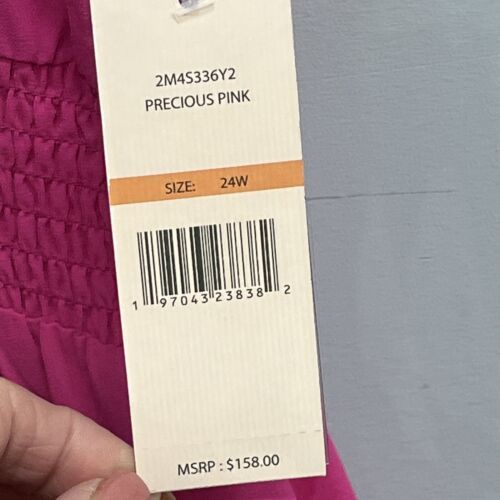 2M4S336Y2
PRECIOUS PINK
SIZE: 24W
1 97043 23838 2
MSRP : $158.00